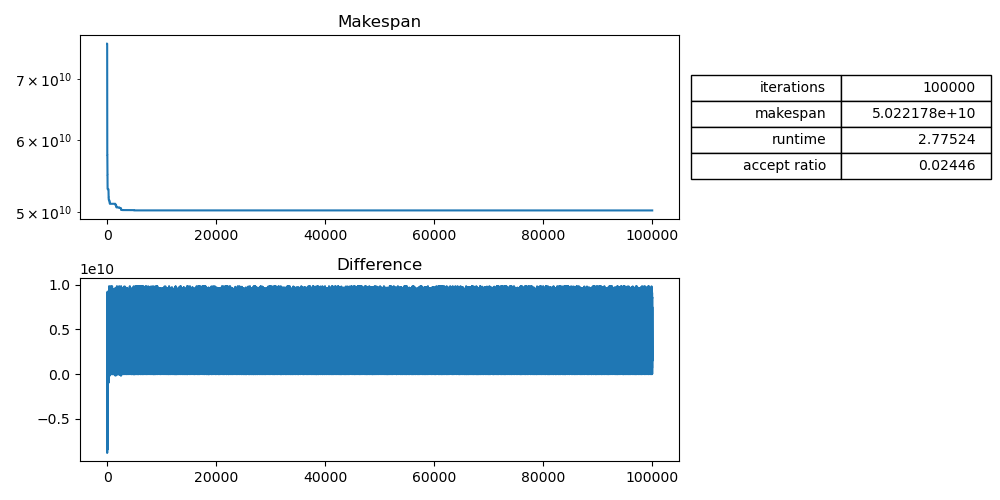 Makespan
7 × 10^10
6 × 10^10
5 × 10^10
0 20000 40000 60000 80000 100000
iterations 100000
makespan 5.022178e+10
runtime 2.77524
accept ratio 0.02446
Difference
1e10
1.0
0.5
0.0
−0.5
0 20000 40000 60000 80000 100000